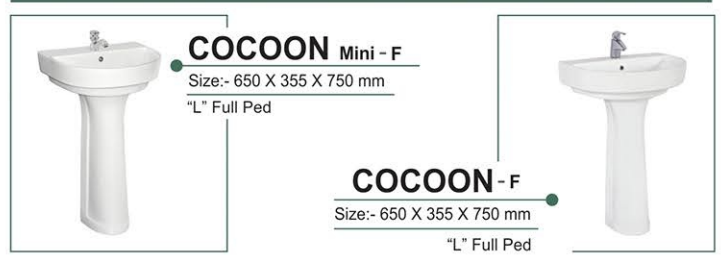 COCOON Mini - F
Size:- 650 X 355 X 750 mm
“L” Full Ped
COCOON - F
Size:- 650 X 355 X 750 mm
“L” Full Ped